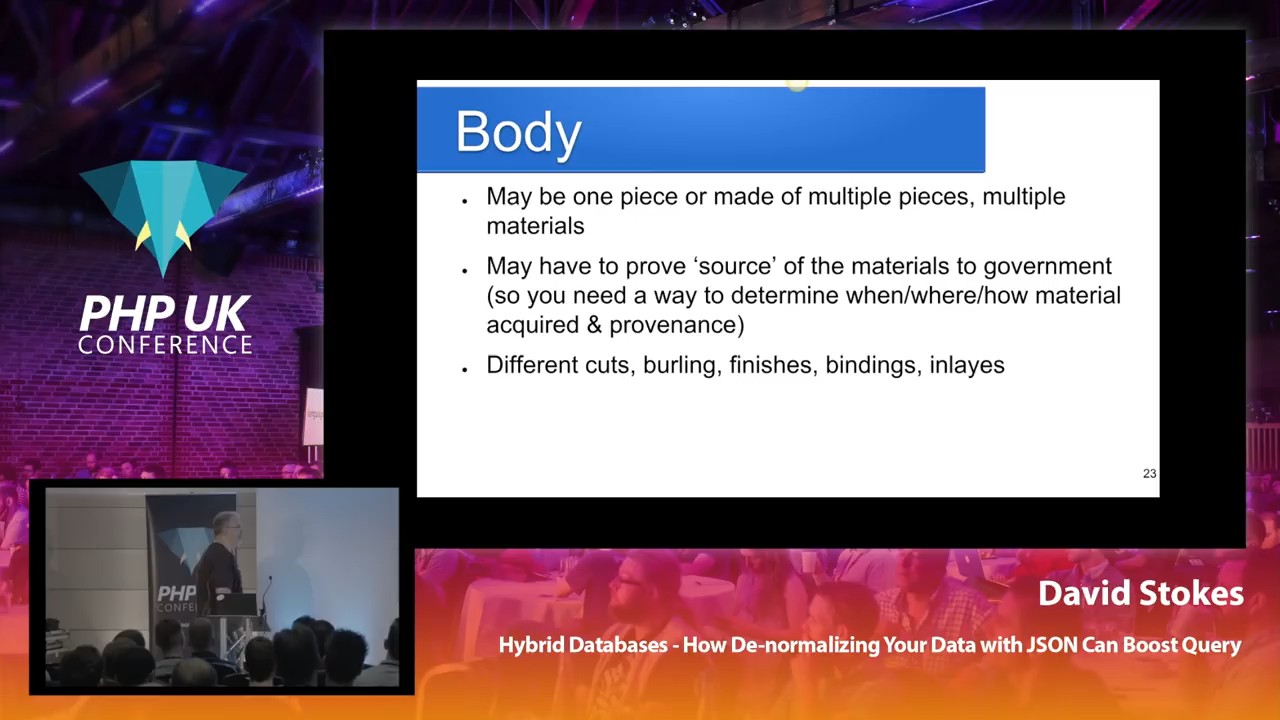 Body
• May be one piece or made of multiple pieces, multiple
materials
• May have to prove ‘source’ of the materials to government
(so you need a way to determine when/where/how material
acquired & provenance)
• Different cuts, burling, finishes, bindings, inlayes
23
PHP UK
CONFERENCE
PHP
CONFEREN
David Stokes
Hybrid Databases - How De-normalizing Your Data with JSON Can Boost Query